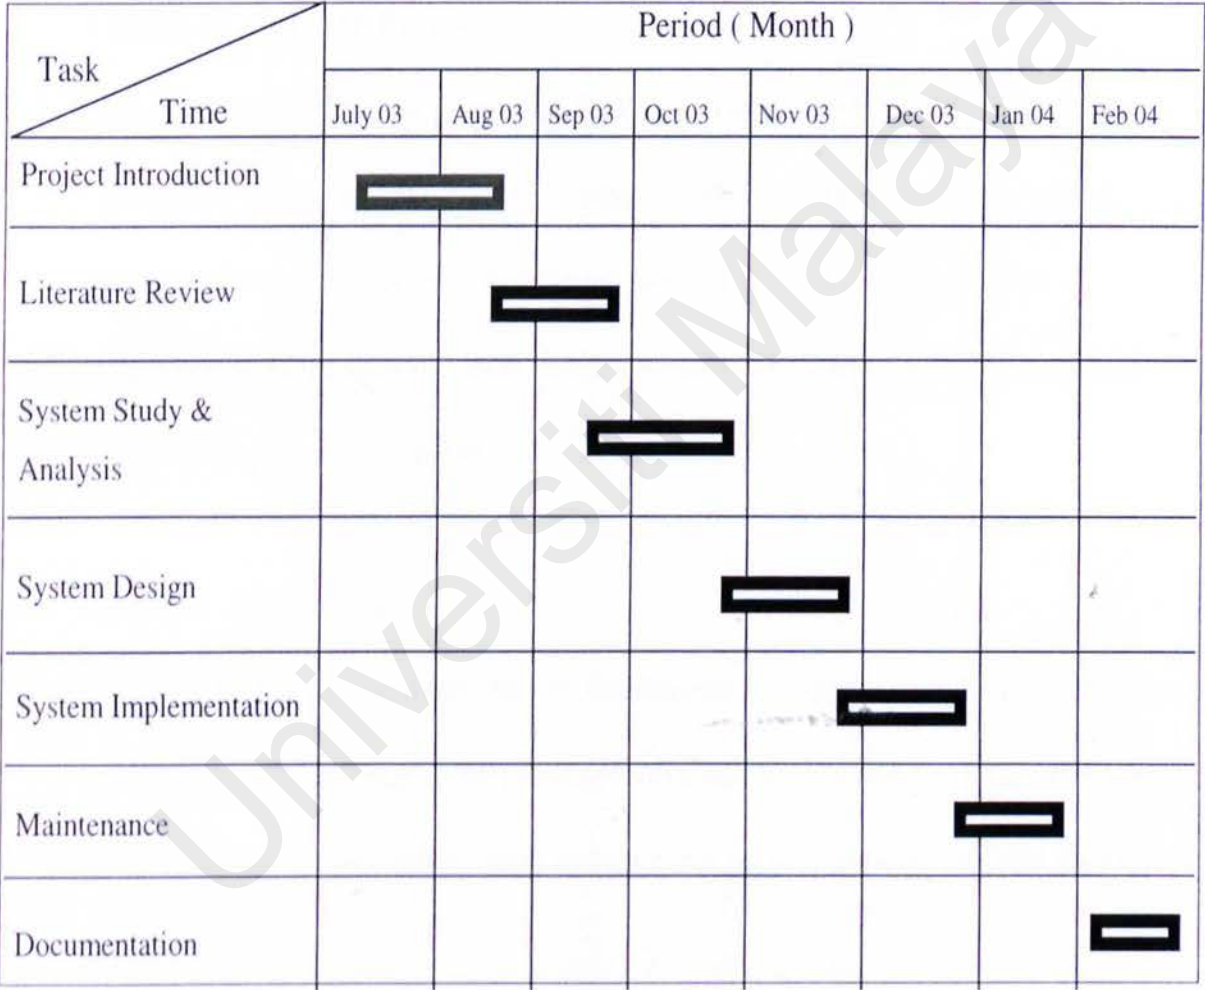 Period ( Month )
Task
Time
July 03
Aug 03
Sep 03
Oct 03
Nov 03
Dec 03
Jan 04
Feb 04
Project Introduction
Literature Review
System Study &
Analysis
System Design
System Implementation
Maintenance
Documentation
Universiti Malaya